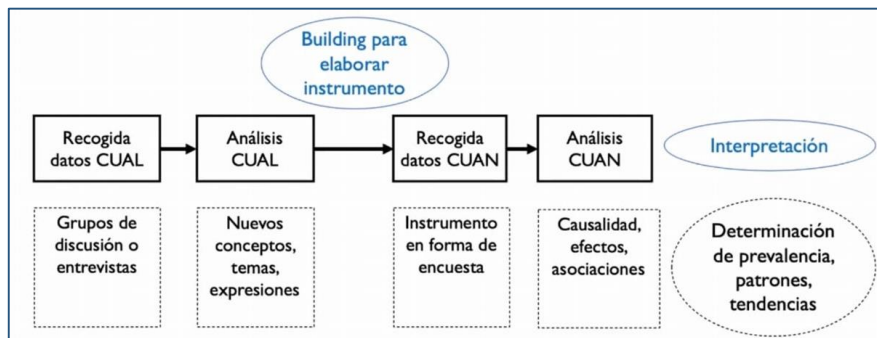 Building para
elaborar
instrumento
Recogida
datos CUAL
Análisis
CUAL
Recogida
datos CUAN
Análisis
CUAN
Interpretación
Grupos de
discusión o
entrevistas
Nuevos
conceptos,
temas,
expresiones
Instrumento
en forma de
encuesta
Causalidad,
efectos,
asociaciones
Determinación
de prevalencia,
patrones,
tendencias